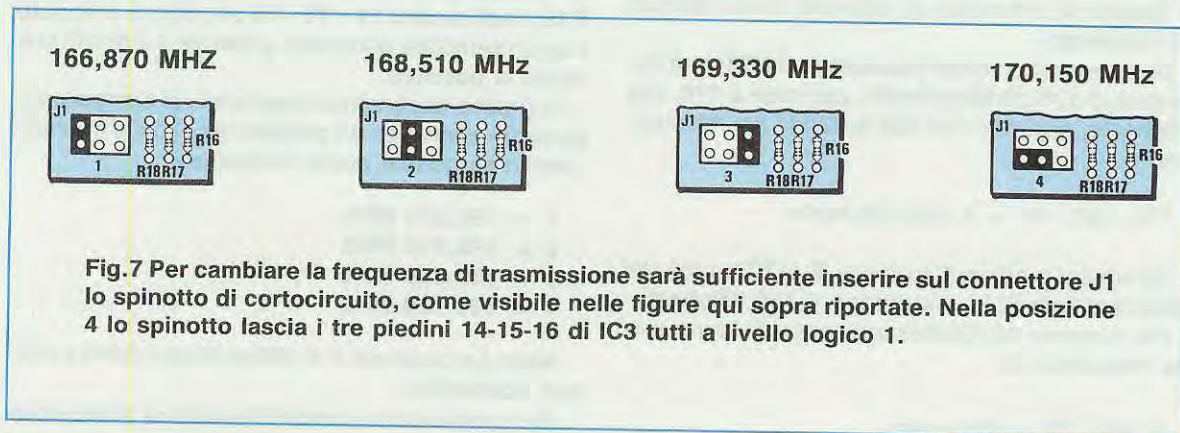 166,870 MHZ
168,510 MHz
169,330 MHz
170,150 MHz
J1
R16
1
R18R17
J1
R16
2
R18R17
J1
R16
3
R18R17
J1
R16
4
R18R17
Fig.7 Per cambiare la frequenza di trasmissione sarà sufficiente inserire sul connettore J1
lo spinotto di cortocircuito, come visibile nelle figure qui sopra riportate. Nella posizione
4 lo spinotto lascia i tre piedini 14-15-16 di IC3 tutti a livello logico 1.